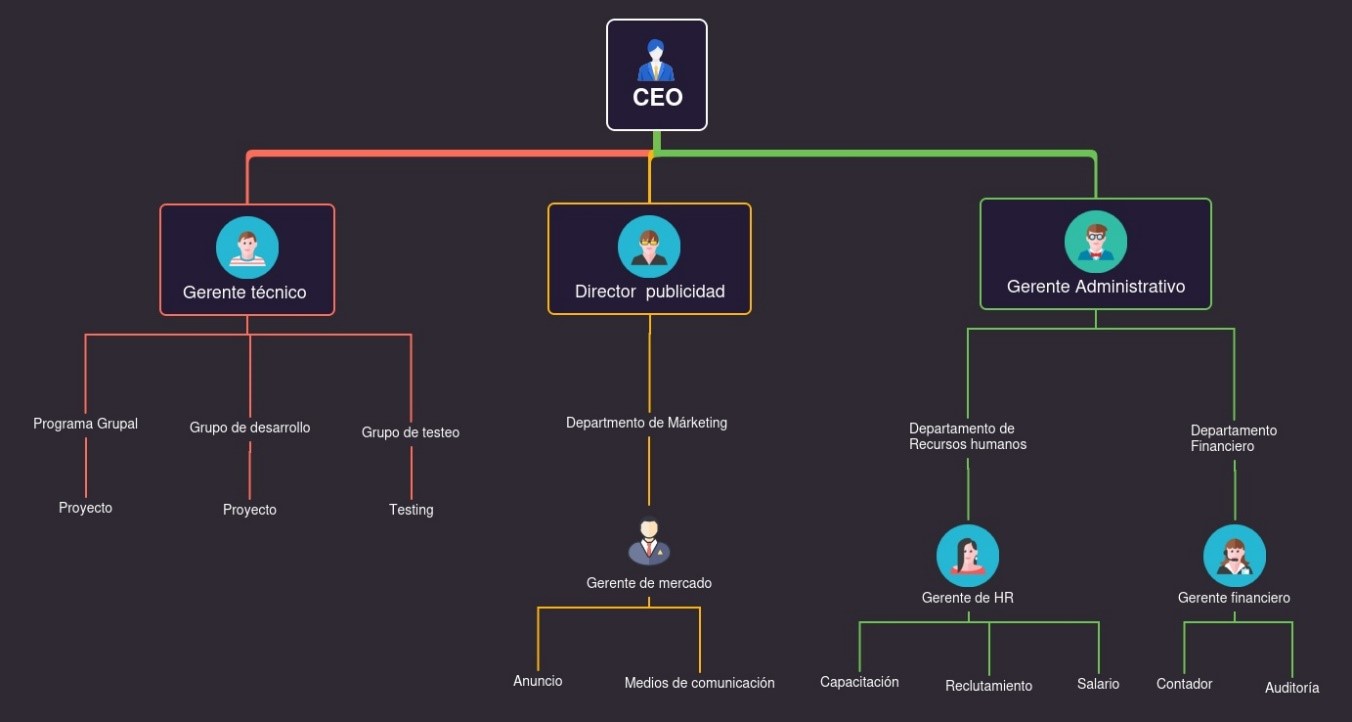 CEO
Gerente técnico
Director publicidad
Gerente Administrativo
Programa Grupal
Grupo de desarrollo
Grupo de testeo
Departmento de Márketing
Departamento de
Recursos humanos
Departamento
Financiero
Proyecto
Proyecto
Testing
Gerente de mercado
Gerente de HR
Gerente financiero
Anuncio
Medios de comunicación
Capacitación
Reclutamiento
Salario
Contador
Auditoría